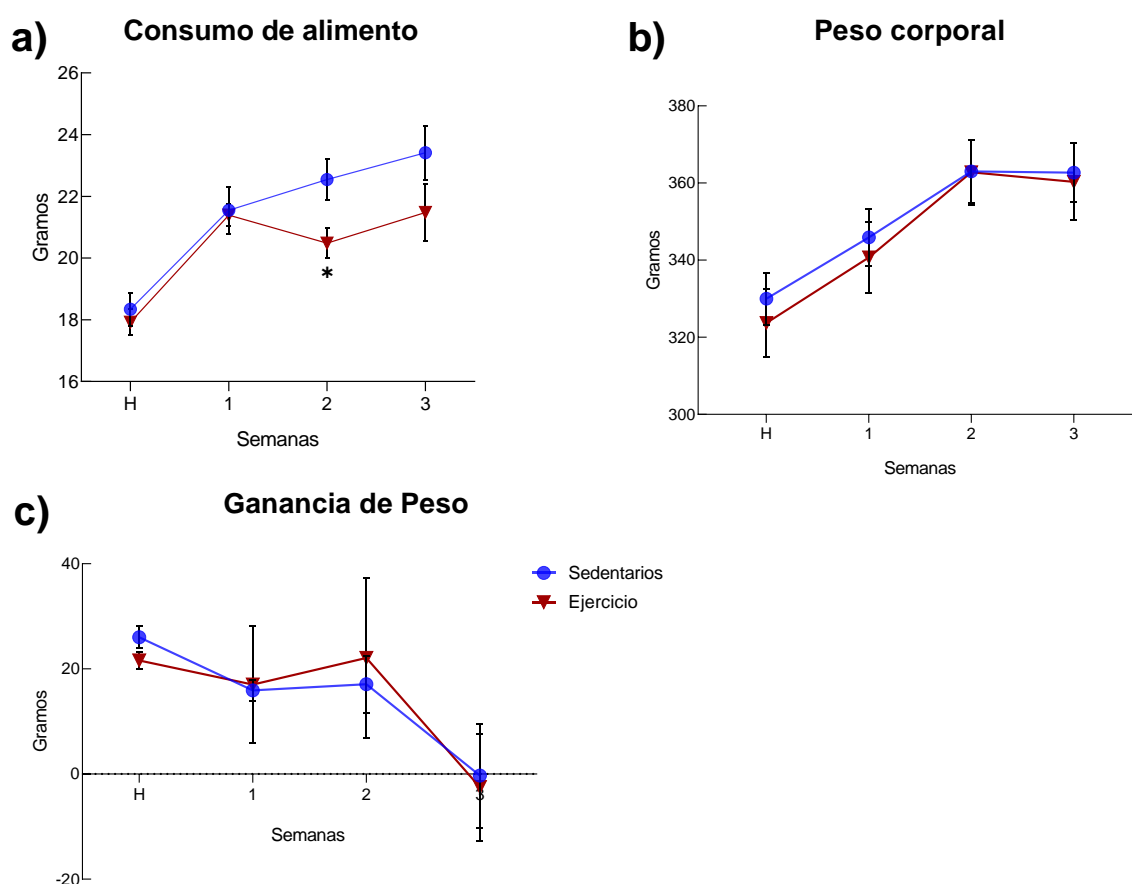 a)
Consumo de alimento
26
24
22
20
18
16
Gramos
*
H 1 2 3
Semanas
b)
Peso corporal
380
360
340
320
300
Gramos
H 1 2 3
Semanas
c)
Ganancia de Peso
40
20
0
-20
Gramos
H 1 2 3
Semanas
Sedentarios
Ejercicio